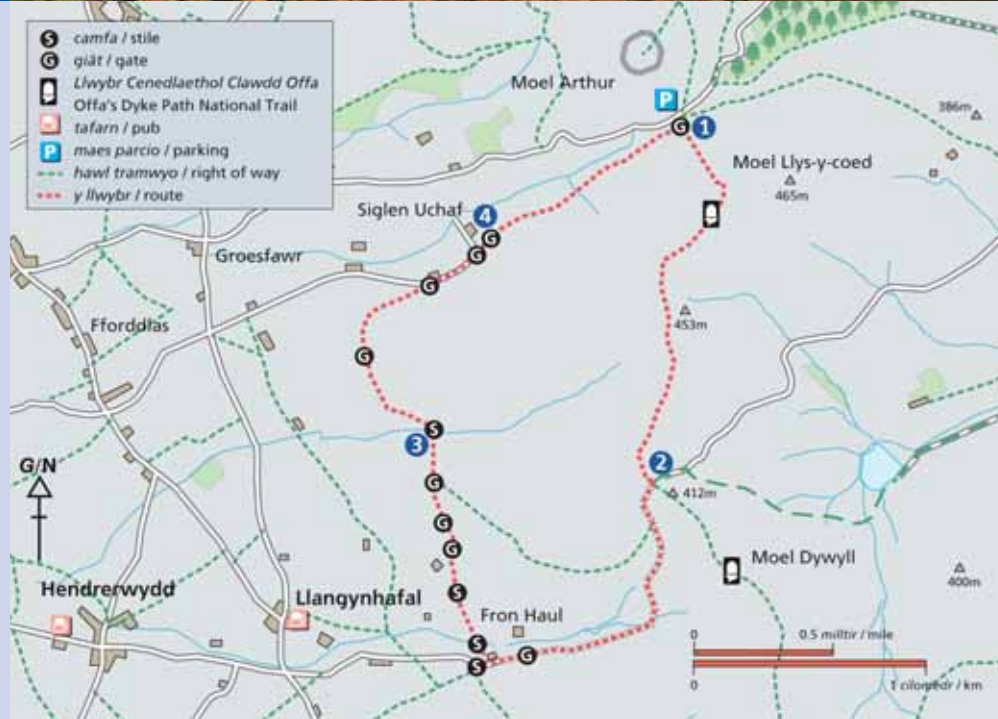 S camfa / stile
G giât / gate
Llwybr Cenedlaethol Clawdd Offa
Offa's Dyke Path National Trail
tafarn / pub
P maes parcio / parking
hawl tramwyo / right of way
y llwybr / route
Moel Arthur
P
G 1
386m
Moel Llys-y-coed
465m
Siglen Uchaf
4
G
G
G
Groesfawr
Fforddlas
453m
G
S
3
G/N
2
G
412m
G
G
Moel Dywyll
400m
Hendrerwydd
Llangynhafal
S
Fron Haul
S
S
G
0 0.5 milltir / mile
0 1 cilomedr / km